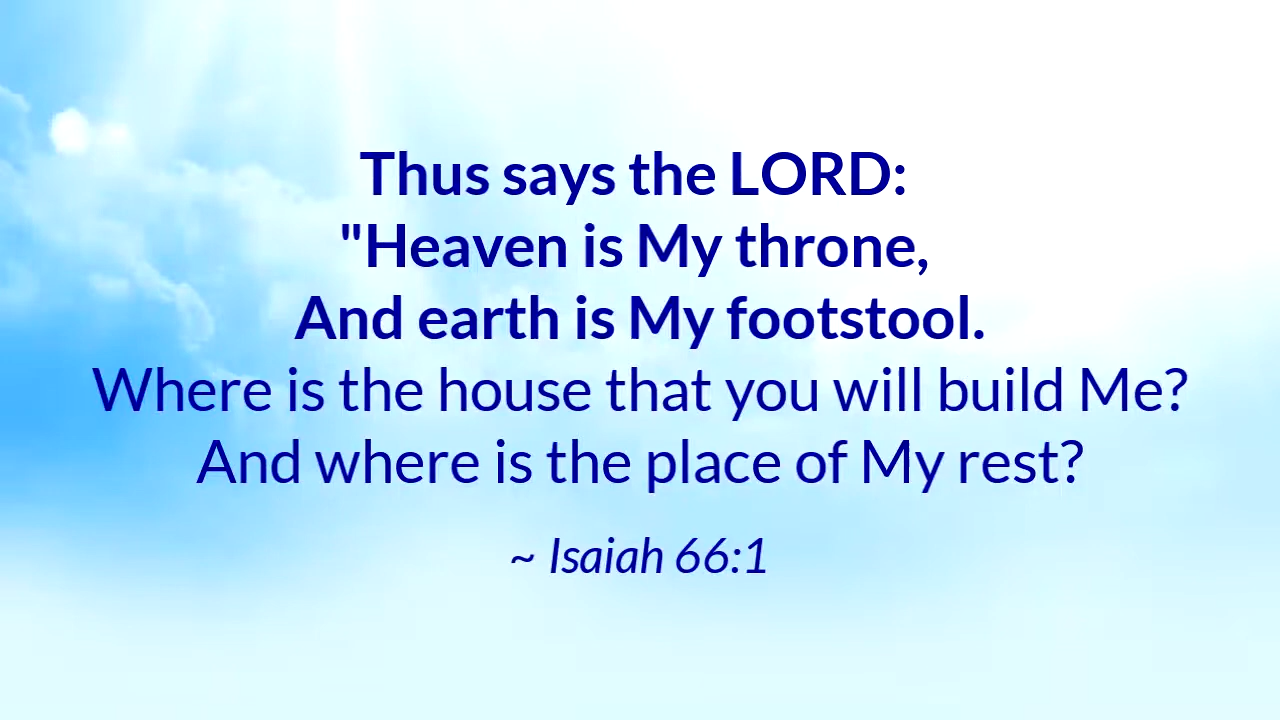 Thus says the LORD:
"Heaven is My throne,
And earth is My footstool.
Where is the house that you will build Me?
And where is the place of My rest?
~ Isaiah 66:1